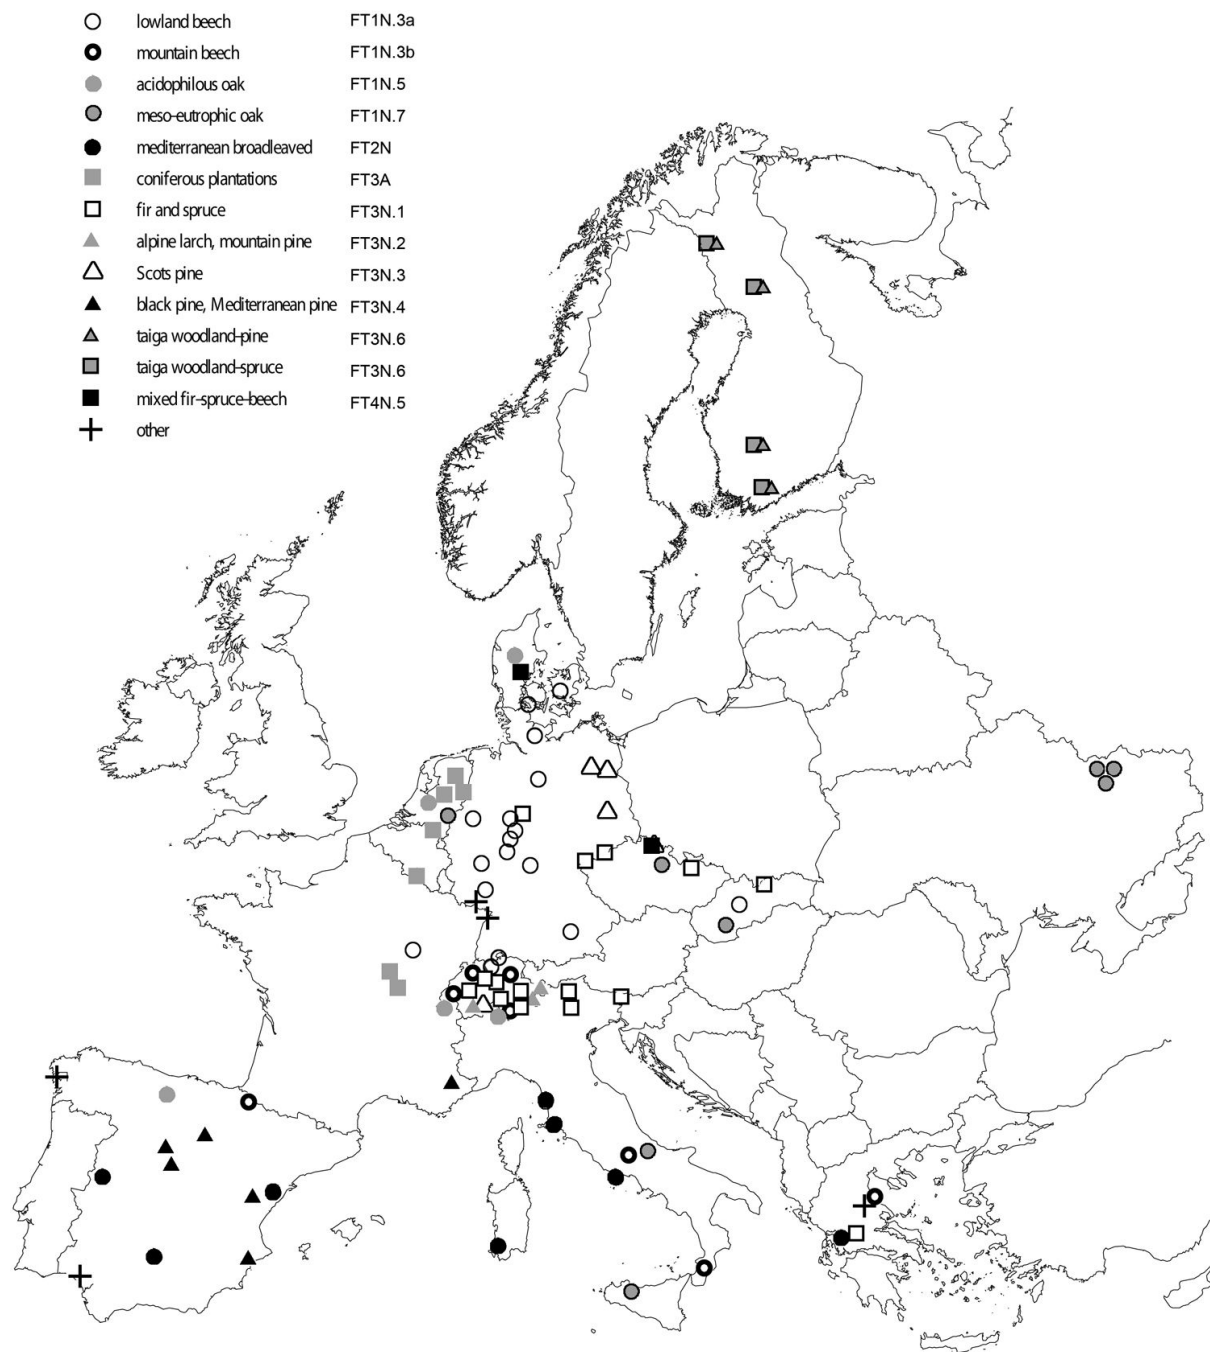 lowland beech FT1N.3a
mountain beech FT1N.3b
acidophilous oak FT1N.5
meso-eutrophic oak FT1N.7
mediterranean broadleaved FT2N
coniferous plantations FT3A
fir and spruce FT3N.1
alpine larch, mountain pine FT3N.2
Scots pine FT3N.3
black pine, Mediterranean pine FT3N.4
taiga woodland-pine FT3N.6
taiga woodland-spruce FT3N.6
mixed fir-spruce-beech FT4N.5
other